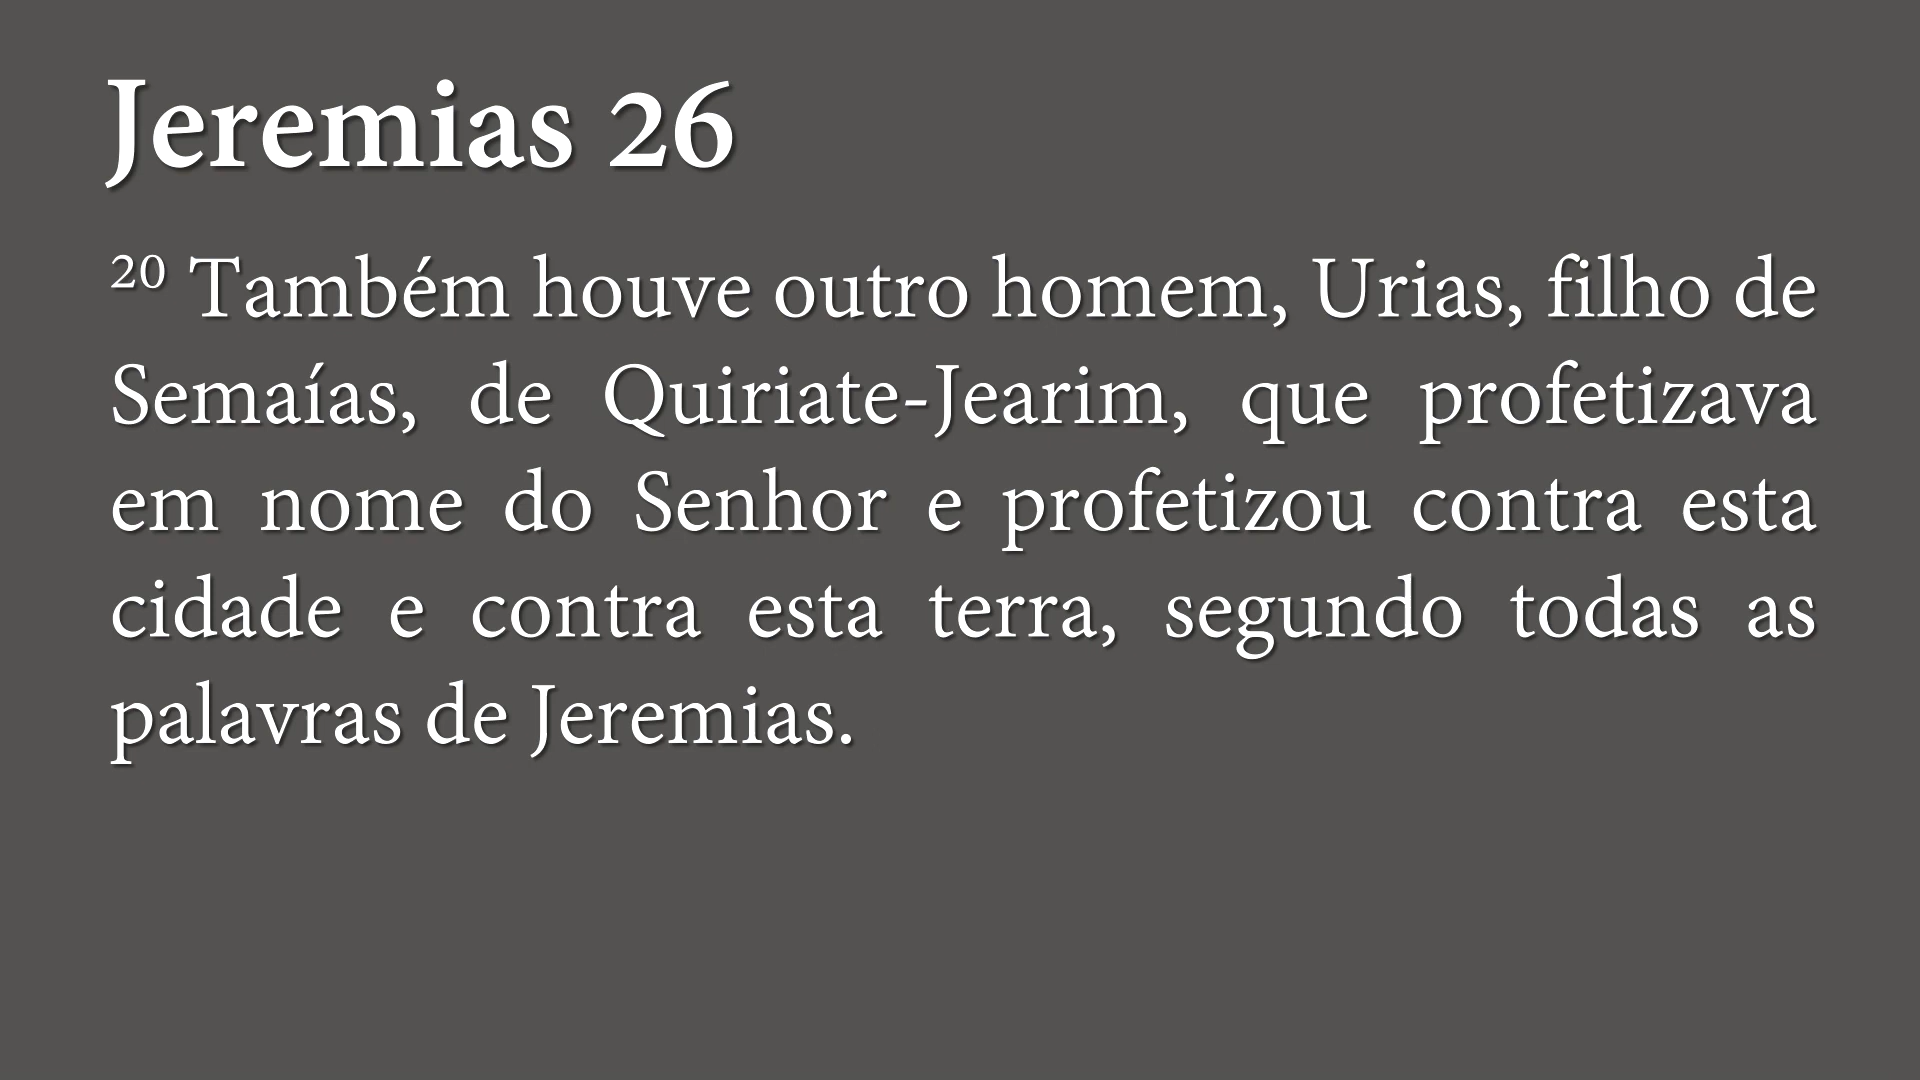 Jeremias 26
²⁰ Também houve outro homem, Urias, filho de
Semaías, de Quiriate-Jearim, que profetizava
em nome do Senhor e profetizou contra esta
cidade e contra esta terra, segundo todas as
palavras de Jeremias.